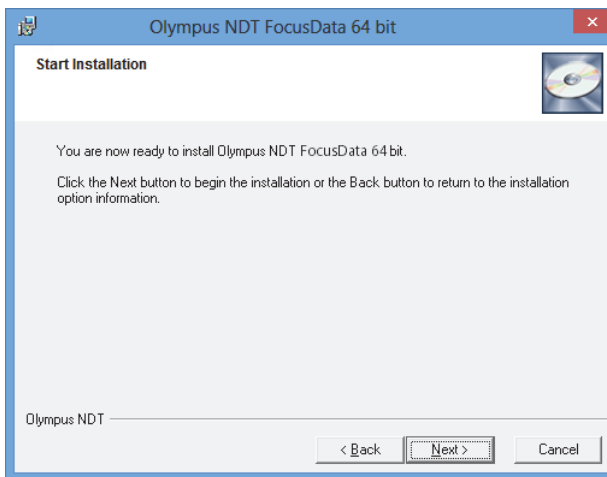 Olympus NDT FocusData 64 bit
Start Installation
You are now ready to install Olympus NDT FocusData 64 bit.
Click the Next button to begin the installation or the Back button to return to the installation
option information.
Olympus NDT
< Back
Next >
Cancel